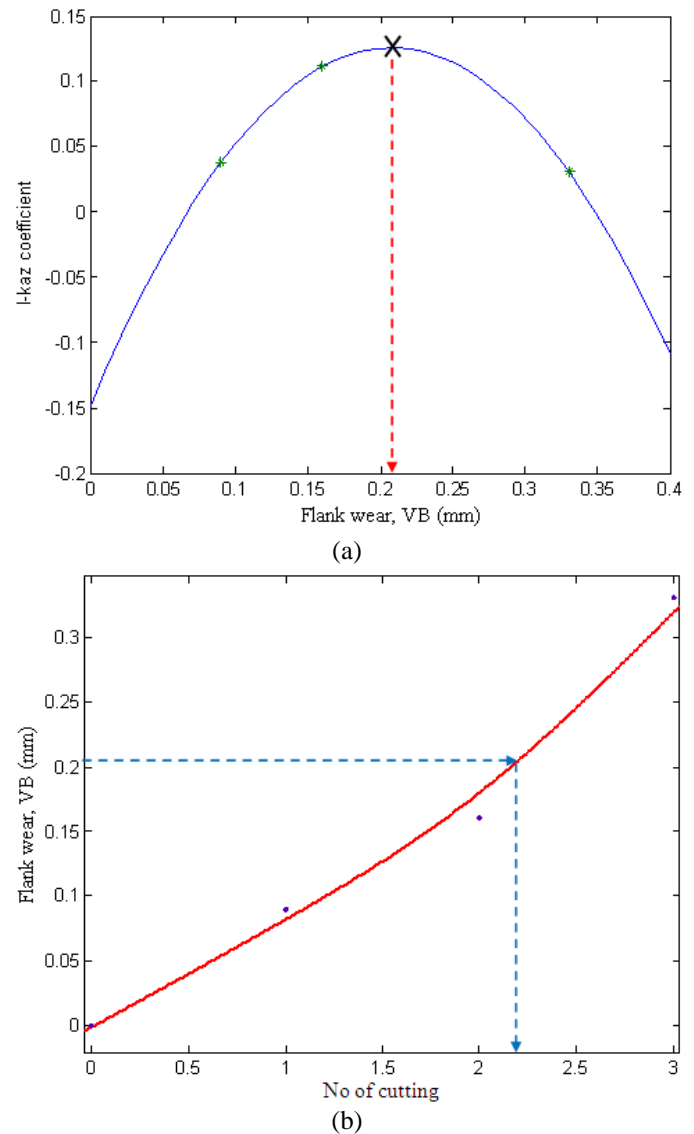 0.15
0.1
0.05
0
-0.05
-0.1
-0.15
-0.2
I-kaz coefficient
0 0.05 0.1 0.15 0.2 0.25 0.3 0.35 0.4
Flank wear, VB (mm)
(a)
0.3
0.25
0.2
0.15
0.1
0.05
0
Flank wear, VB (mm)
0 0.5 1 1.5 2 2.5 3
No of cutting
(b)